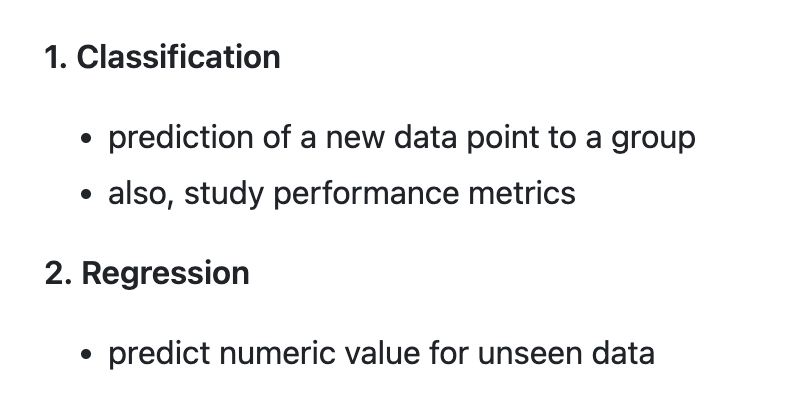 1. Classification
• prediction of a new data point to a group
• also, study performance metrics
2. Regression
• predict numeric value for unseen data